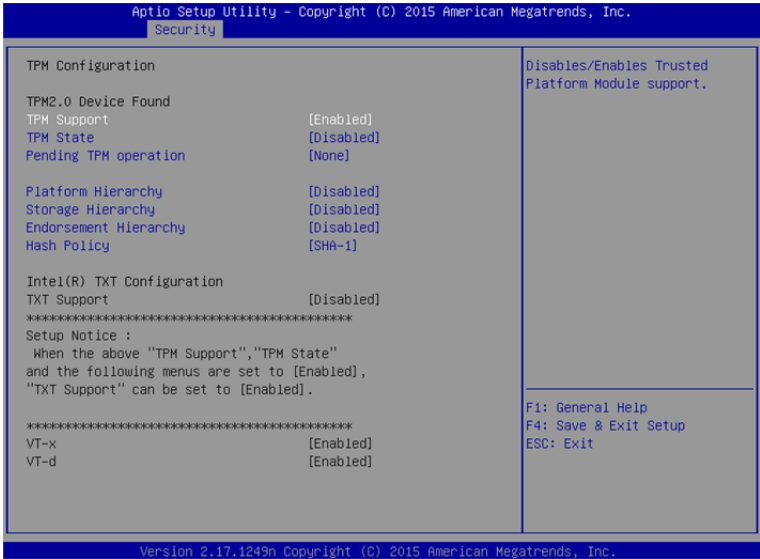 Aptio Setup Utility – Copyright (C) 2015 American Megatrends, Inc.
Security
TPM Configuration
TPM2.0 Device Found
TPM Support [Enabled]
TPM State [Disabled]
Pending TPM operation [None]
Platform Hierarchy [Disabled]
Storage Hierarchy [Disabled]
Endorsement Hierarchy [Disabled]
Hash Policy [SHA-1]
Intel(R) TXT Configuration
TXT Support [Disabled]
*******************************************
Setup Notice :
When the above "TPM Support","TPM State"
and the following menus are set to [Enabled],
"TXT Support" can be set to [Enabled].
*******************************************
VT-x [Enabled]
VT-d [Enabled]
Disables/Enables Trusted
Platform Module support.
F1: General Help
F4: Save & Exit Setup
ESC: Exit
Version 2.17.1249n Copyright (C) 2015 American Megatrends, Inc.